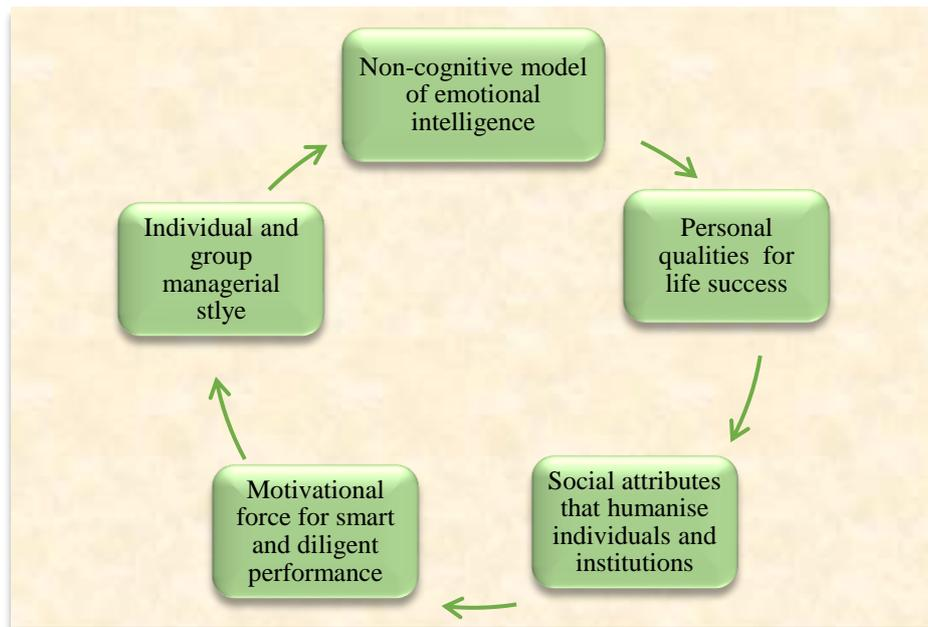 Non-cognitive model
of emotional
intelligence
Personal
qualities for
life success
Social attributes
that humanise
individuals and
institutions
Motivational
force for smart
and diligent
performance
Individual and
group
managerial
stlye